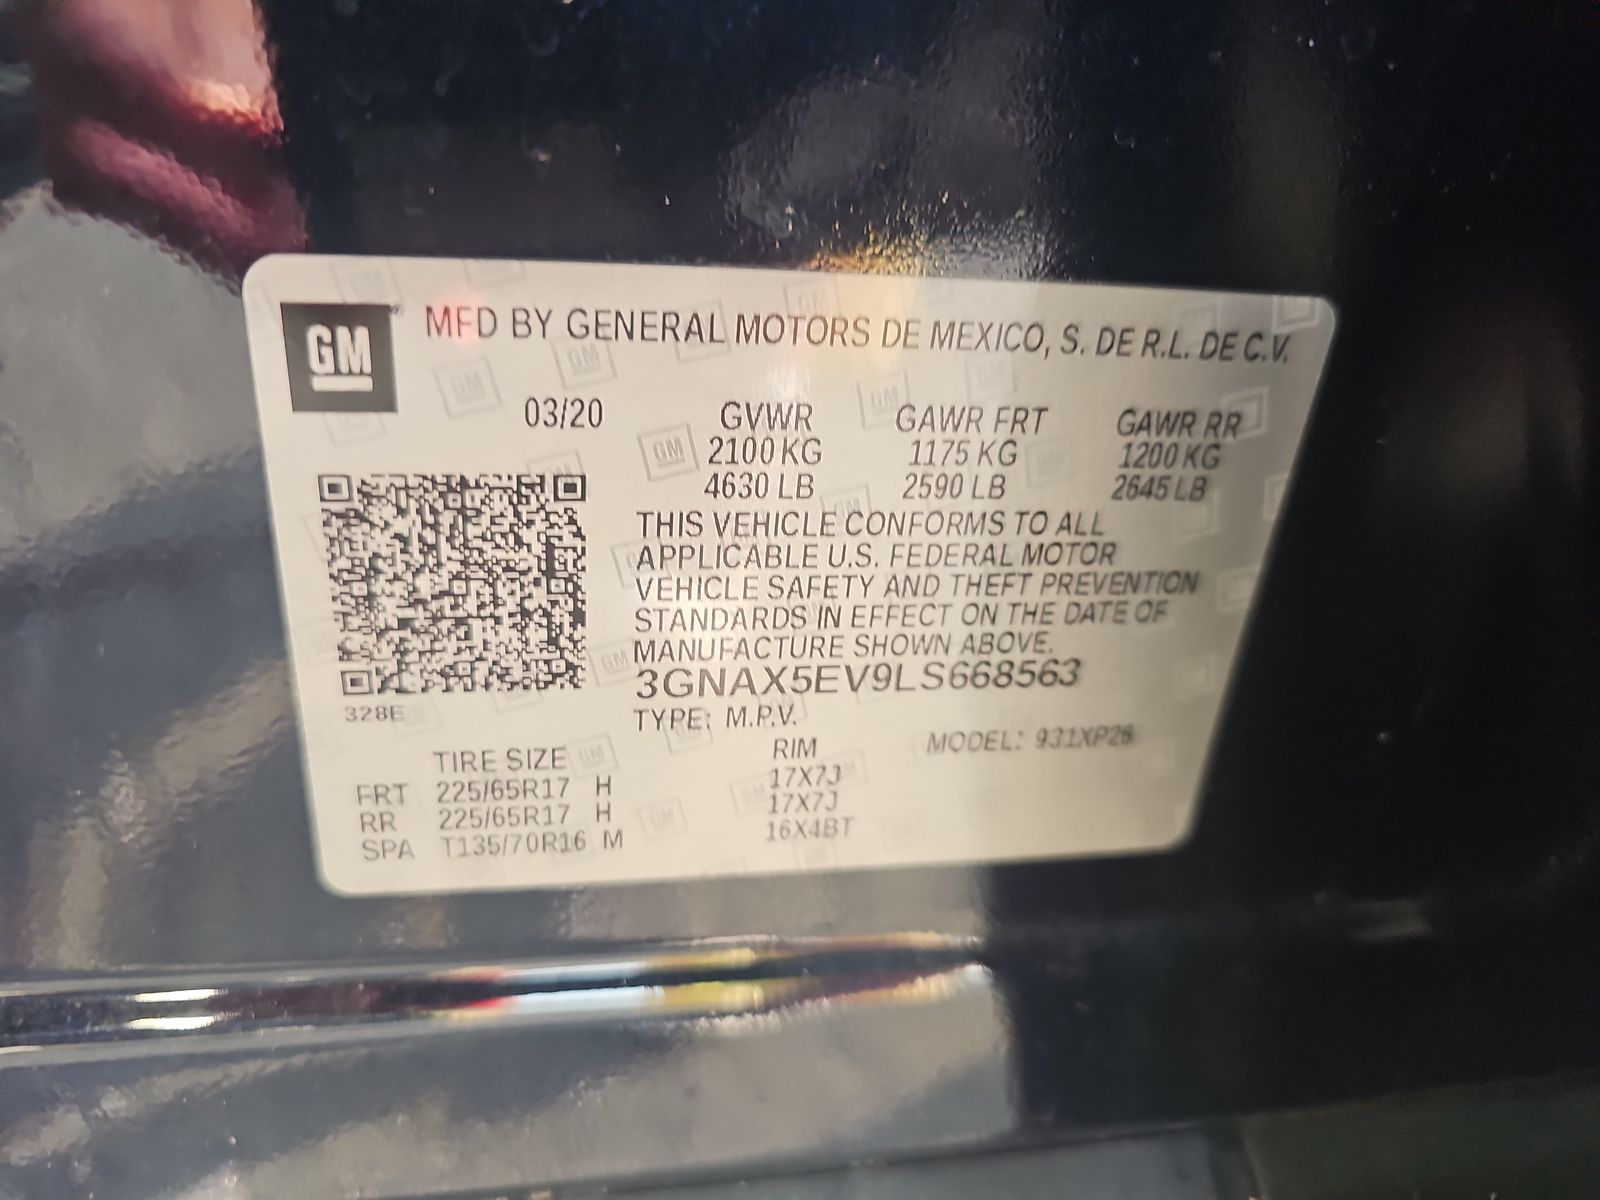 GM MFD BY GENERAL MOTORS DE MEXICO, S. DE R.L. DE C.V.
03/20 GVWR GAWR FRT GAWR RR
2100 KG 1175 KG 1200 KG
4630 LB 2590 LB 2645 LB
THIS VEHICLE CONFORMS TO ALL
APPLICABLE U.S. FEDERAL MOTOR
VEHICLE SAFETY AND THEFT PREVENTION
STANDARDS IN EFFECT ON THE DATE OF
MANUFACTURE SHOWN ABOVE.
3GNAX5EV9LS668563
328E
TYPE: M.P.V.
MODEL: 931XP26
TIRE SIZE RIM
FRT 225/65R17 H 17X7J
RR 225/65R17 H 17X7J
SPA T135/70R16 M 16X4BT